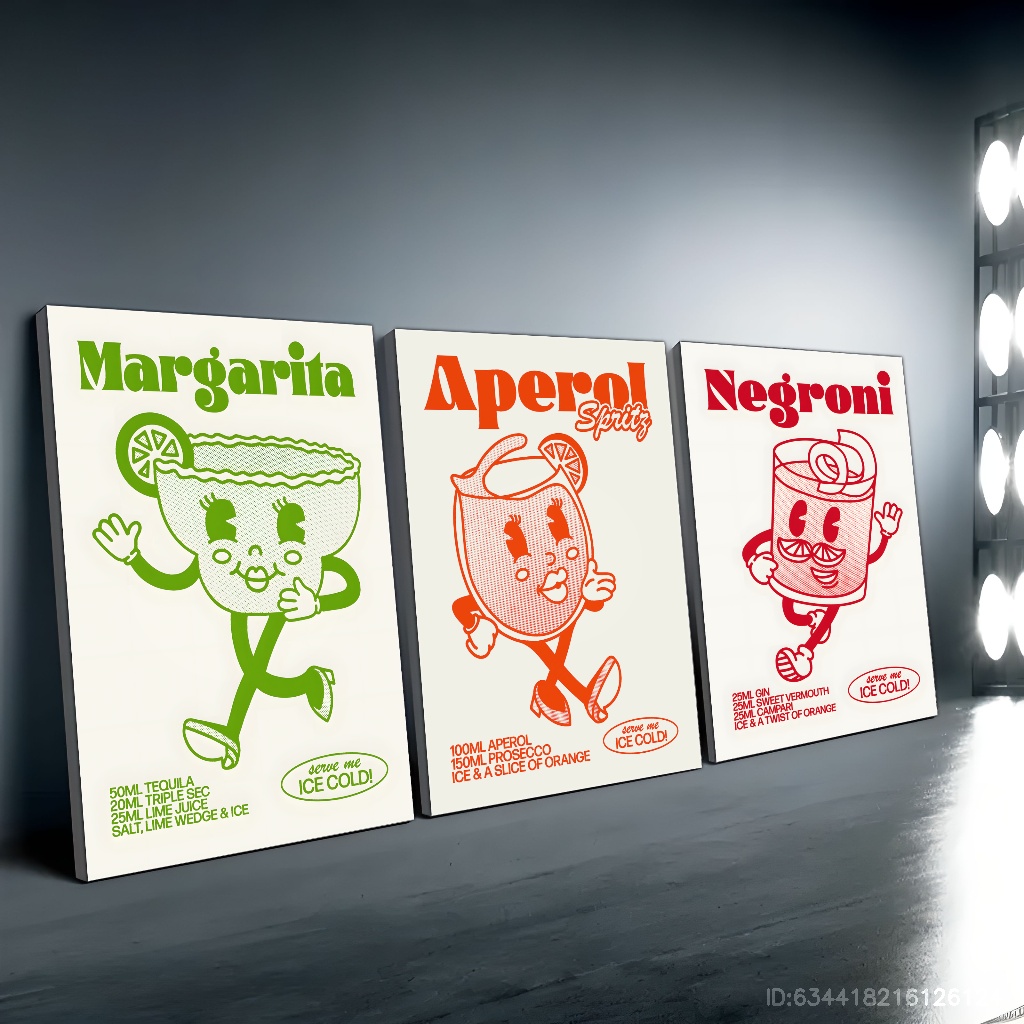 Margarita
50ML TEQUILA
20ML TRIPLE SEC
25ML LIME JUICE
SALT, LIME WEDGE & ICE
serve me
ICE COLD!
Aperol
Spritz
100ML APEROL
150ML PROSECCO
ICE & A SLICE OF ORANGE
serve me
ICE COLD!
Negroni
25ML GIN
25ML SWEET VERMOUTH
25ML CAMPARI
ICE & A TWIST OF ORANGE
serve me
ICE COLD!